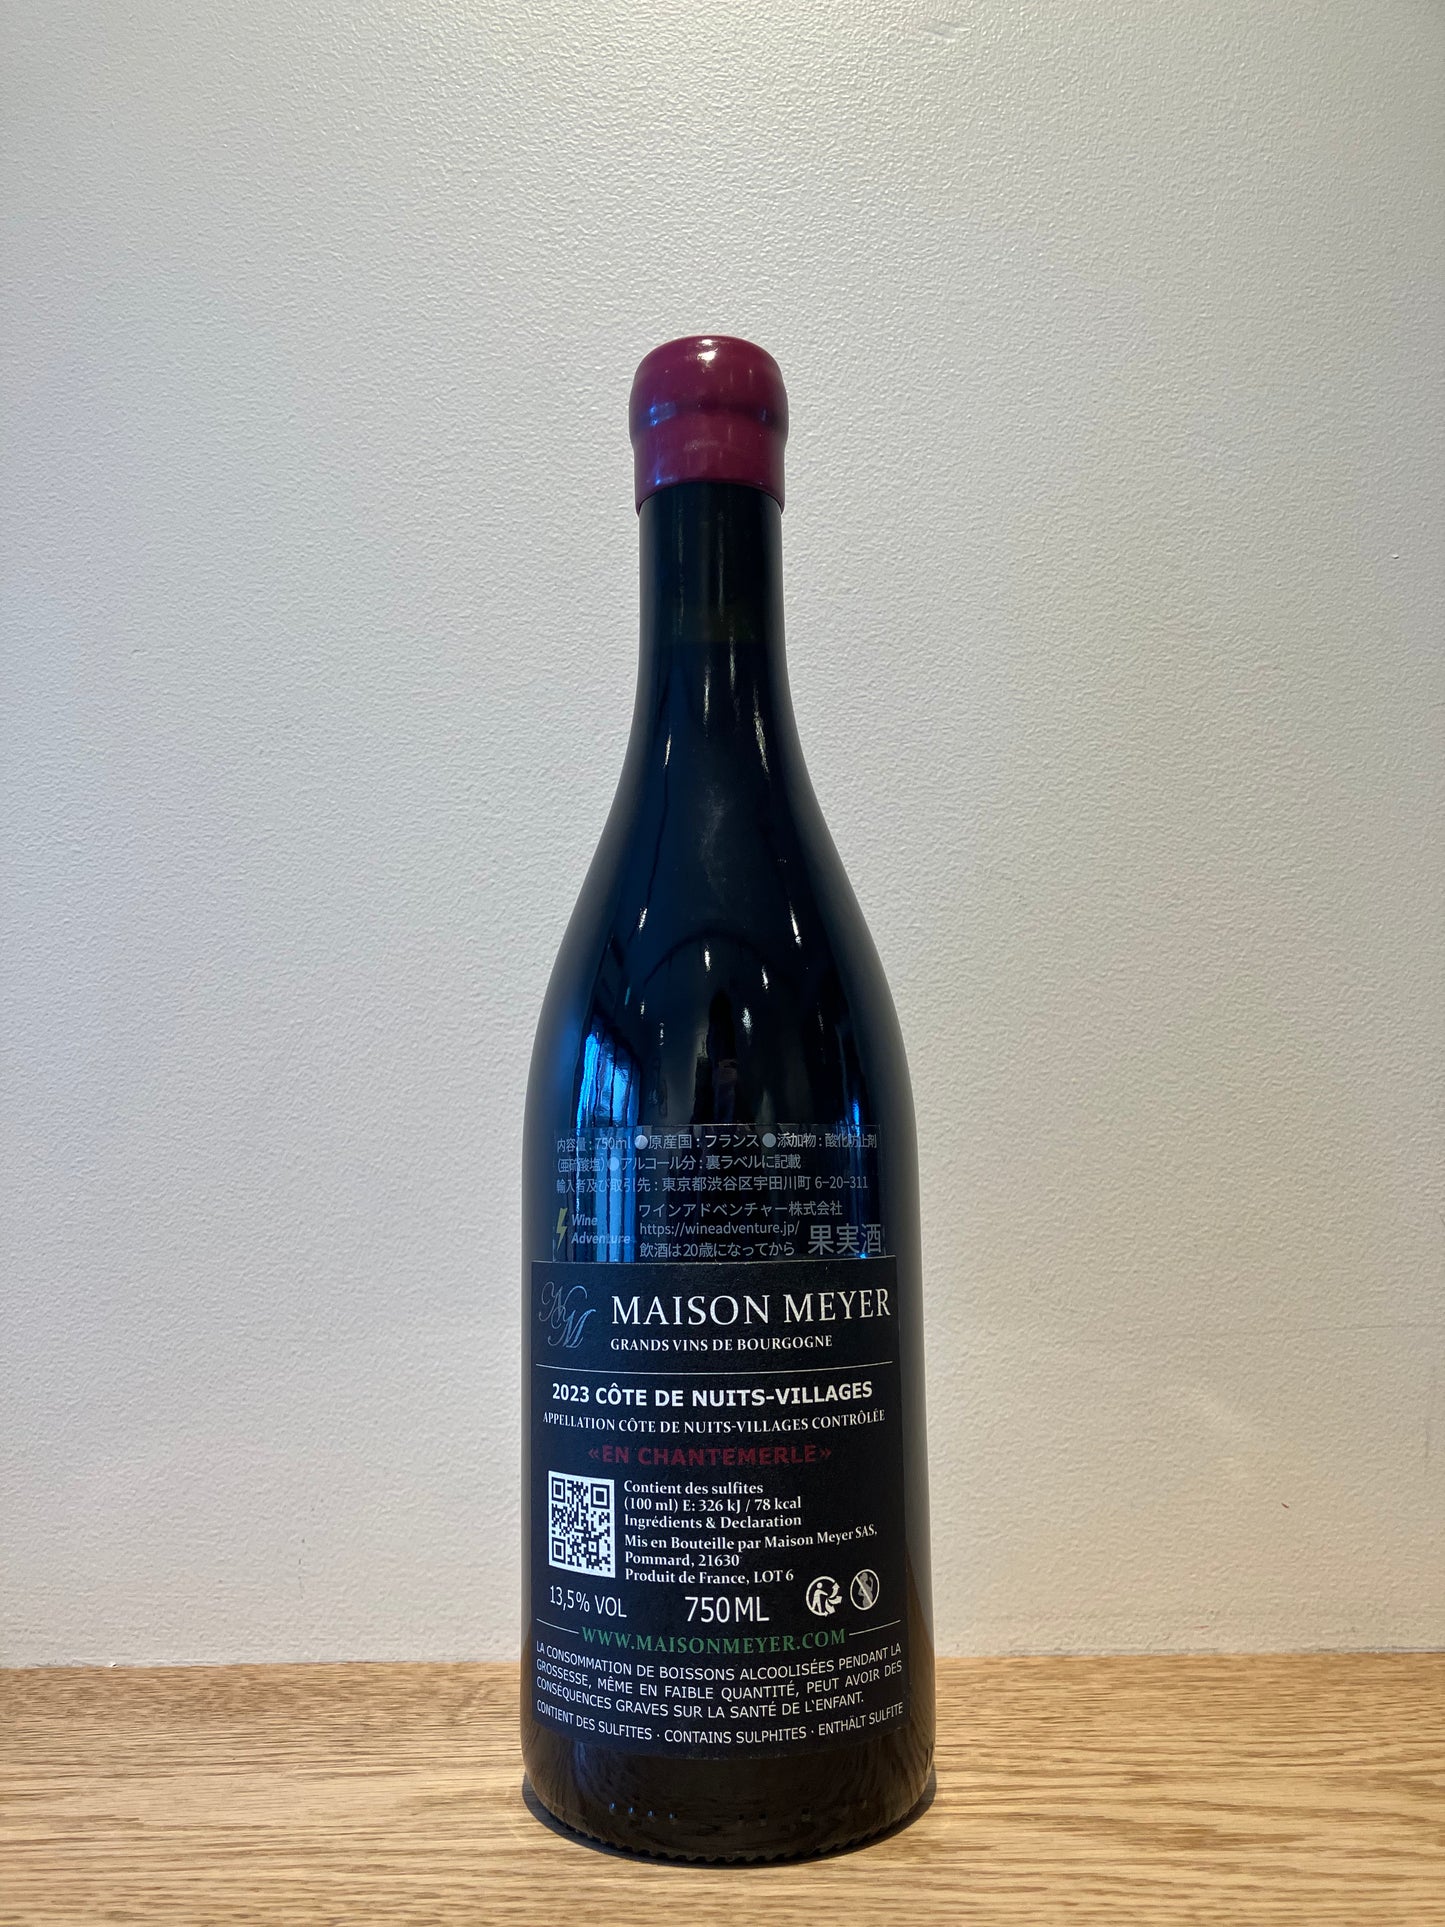 内容量:750ml ●原産国:フランス ●添加物:酸化防止剤
(亜硫酸塩) ●アルコール分:裏ラベルに記載
輸入者及び取引先:東京都渋谷区宇田川町 6-20-311
Wine
Adventure
ワインアドベンチャー株式会社
https://wineadventure.jp/
飲酒は20歳になってから
果実酒
MAISON MEYER
GRANDS VINS DE BOURGOGNE
2023 CÔTE DE NUITS-VILLAGES
APPELLATION CÔTE DE NUITS-VILLAGES CONTRÔLÉE
«EN CHANTEMERLE»
Contient des sulfites
(100 ml) E: 326 kJ / 78 kcal
Ingrédients & Declaration
Mis en Bouteille par Maison Meyer SAS,
Pommard, 21630
Produit de France, LOT 6
13,5% VOL 750ML
WWW.MAISONMEYER.COM
LA CONSOMMATION DE BOISSONS ALCOOLISÉES PENDANT LA
GROSSESSE, MÊME EN FAIBLE QUANTITÉ, PEUT AVOIR DES
CONSÉQUENCES GRAVES SUR LA SANTÉ DE L'ENFANT.
CONTIENT DES SULFITES · CONTAINS SULPHITES · ENTHÄLT SULFITE